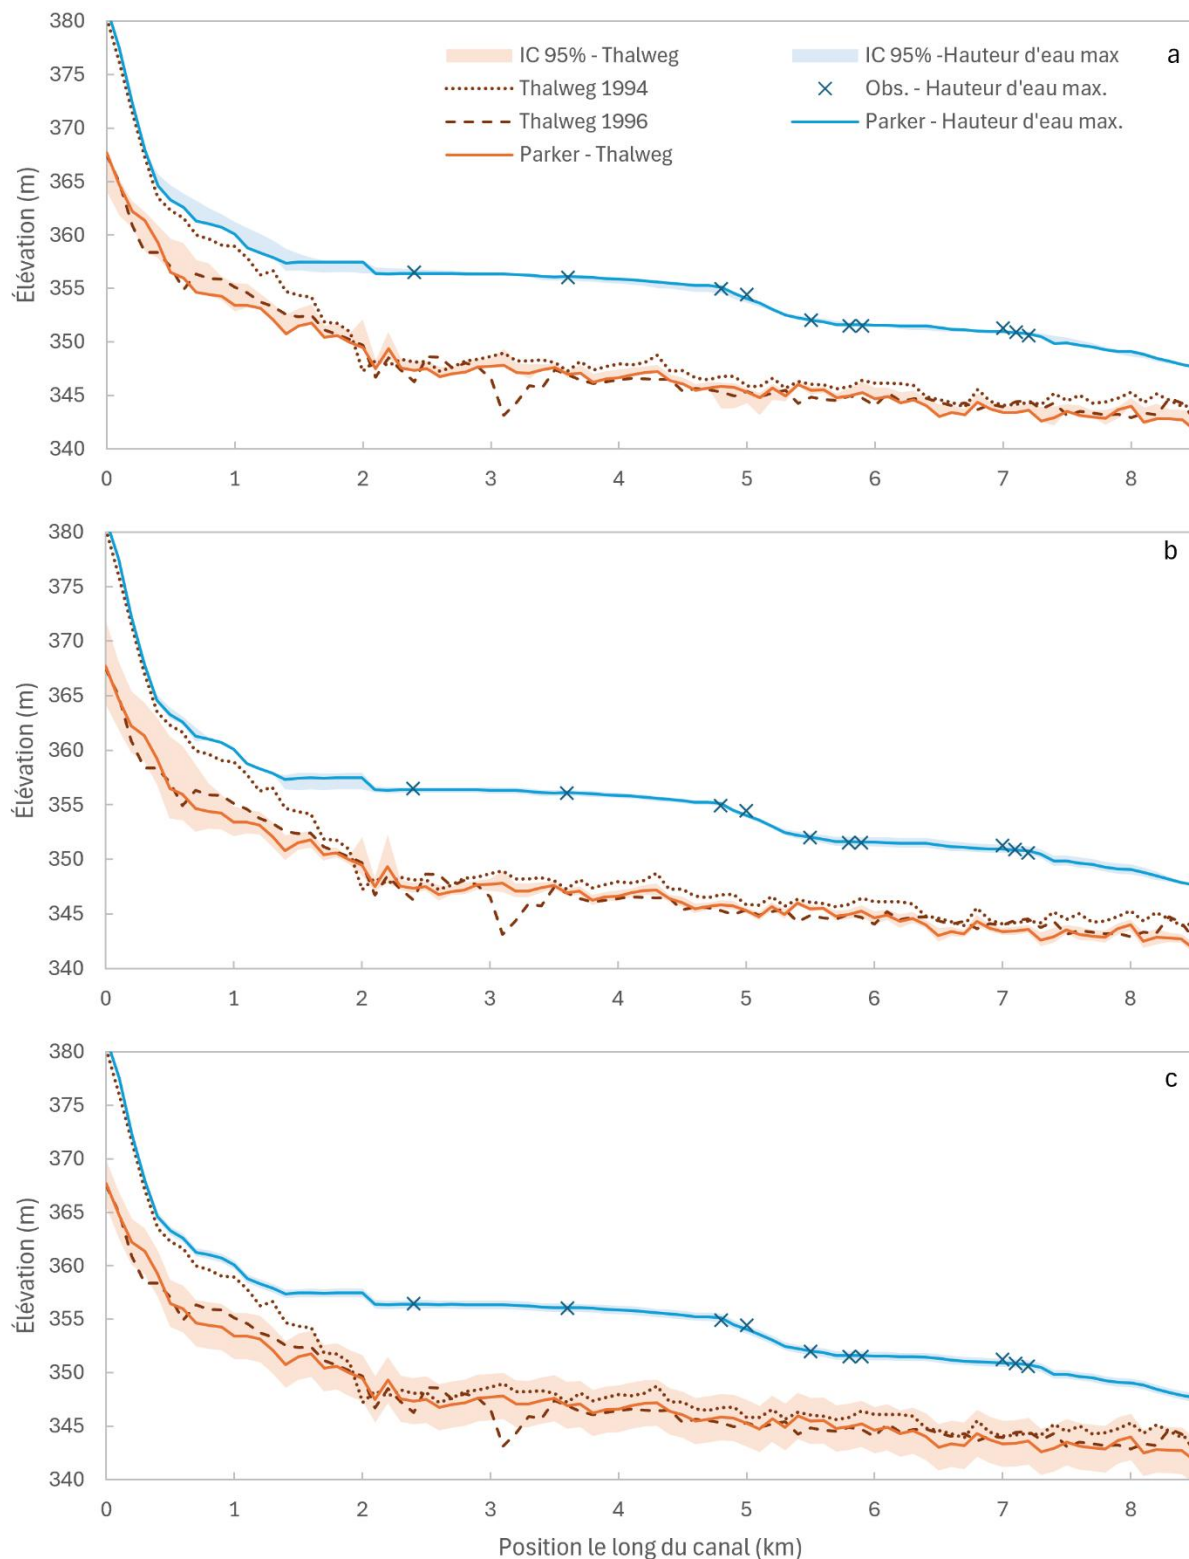 380
375
370
365
360
355
350
345
340
Élévation (m)
IC 95% - Thalweg
IC 95% -Hauteur d'eau max
a
Thalweg 1994
Obs. - Hauteur d'eau max.
Thalweg 1996
Parker - Hauteur d'eau max.
Parker - Thalweg
0 1 2 3 4 5 6 7 8
380
375
370
365
360
355
350
345
340
Élévation (m)
b
0 1 2 3 4 5 6 7 8
380
375
370
365
360
355
350
345
340
Élévation (m)
c
0 1 2 3 4 5 6 7 8
Position le long du canal (km)